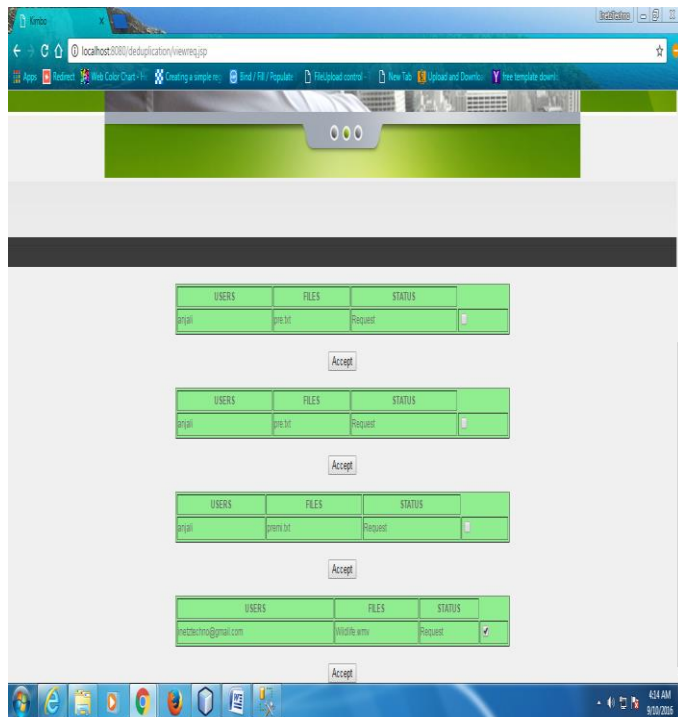 Kimbo
localhost:8080/deduplication/viewreq.jsp
Apps Redirect Web Color Chart - Creating a simple Bind / Fill / Populate FileUpload control - New Tab Upload and Downlo free template downl
USERS FILES STATUS
anjali pre.txt Request
Accept
USERS FILES STATUS
anjali pre.txt Request
Accept
USERS FILES STATUS
anjali premi.txt Request
Accept
USERS FILES STATUS
inetztechno@gmail.com Wildlife.wmv Request
Accept
4:14 AM
9/10/2016